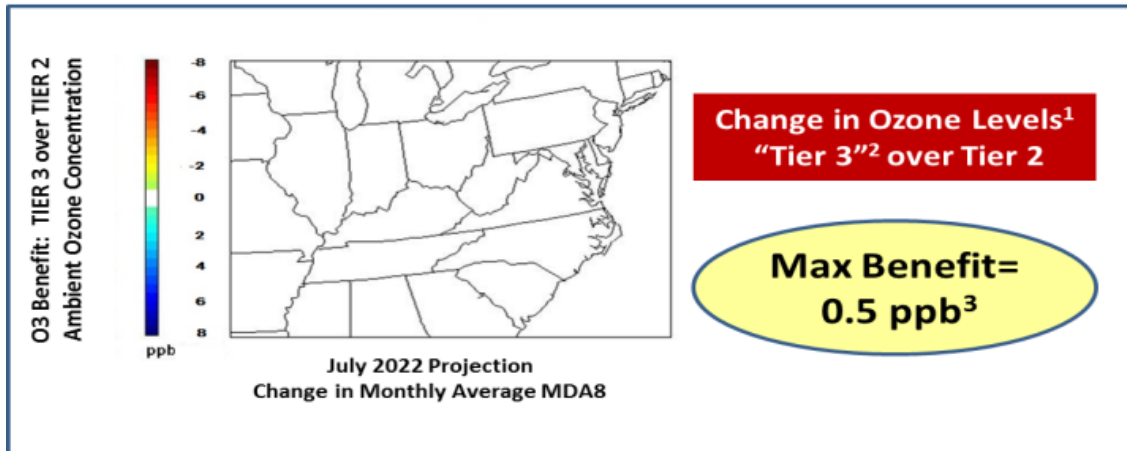 O3 Benefit: TIER 3 over TIER 2
Ambient Ozone Concentration
-8
-6
-4
-2
0
2
4
6
8
ppb
July 2022 Projection
Change in Monthly Average MDA8
Change in Ozone Levels¹
“Tier 3”² over Tier 2
Max Benefit=
0.5 ppb³